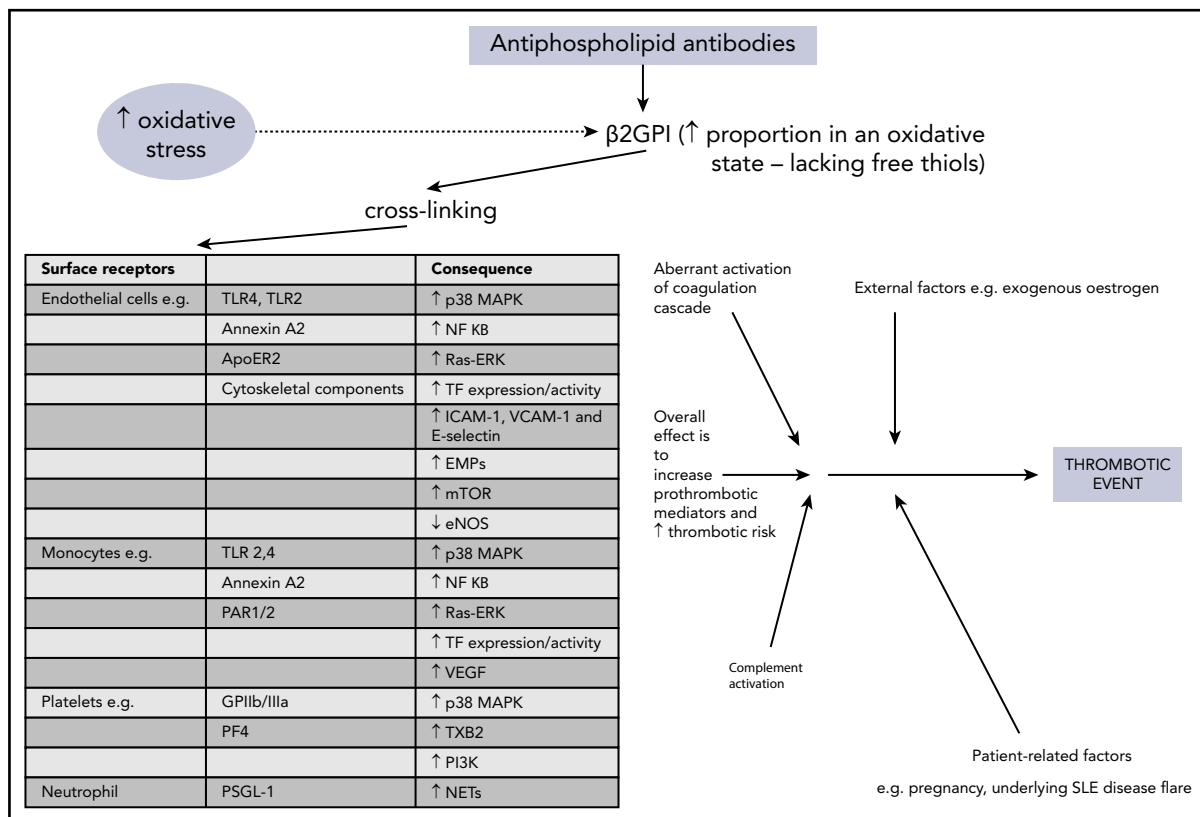 Antiphospholipid antibodies
↑ oxidative
stress
β2GPI (↑ proportion in an oxidative
state – lacking free thiols)
cross-linking
Surface receptors Consequence
Endothelial cells e.g. TLR4, TLR2 ↑ p38 MAPK
Annexin A2 ↑ NF KB
ApoER2 ↑ Ras-ERK
Cytoskeletal components ↑ TF expression/activity
↑ ICAM-1, VCAM-1 and
E-selectin
↑ EMPs
↑ mTOR
↓ eNOS
Monocytes e.g. TLR 2,4 ↑ p38 MAPK
Annexin A2 ↑ NF KB
PAR1/2 ↑ Ras-ERK
↑ TF expression/activity
↑ VEGF
Platelets e.g. GPIIb/IIIa ↑ p38 MAPK
PF4 ↑ TXB2
↑ PI3K
Neutrophil PSGL-1 ↑ NETs
Aberrant activation
of coagulation
cascade
External factors e.g. exogenous oestrogen
Overall
effect is
to
increase
prothrombotic
mediators and
↑ thrombotic risk
THROMBOTIC
EVENT
Complement
activation
Patient-related factors
e.g. pregnancy, underlying SLE disease flare